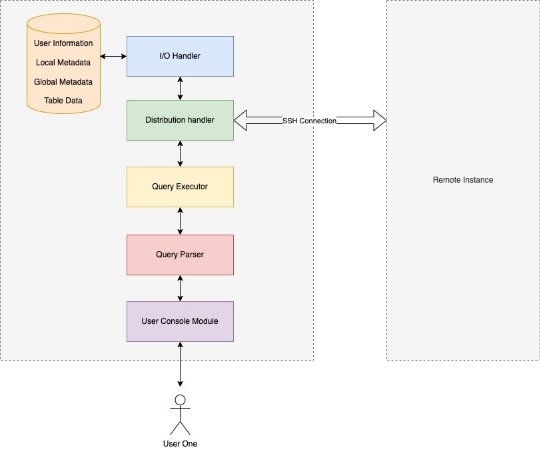 User Information
Local Metadata
Global Metadata
Table Data
I/O Handler
Distribution handler
SSH Connection
Remote Instance
Query Executor
Query Parser
User Console Module
User One